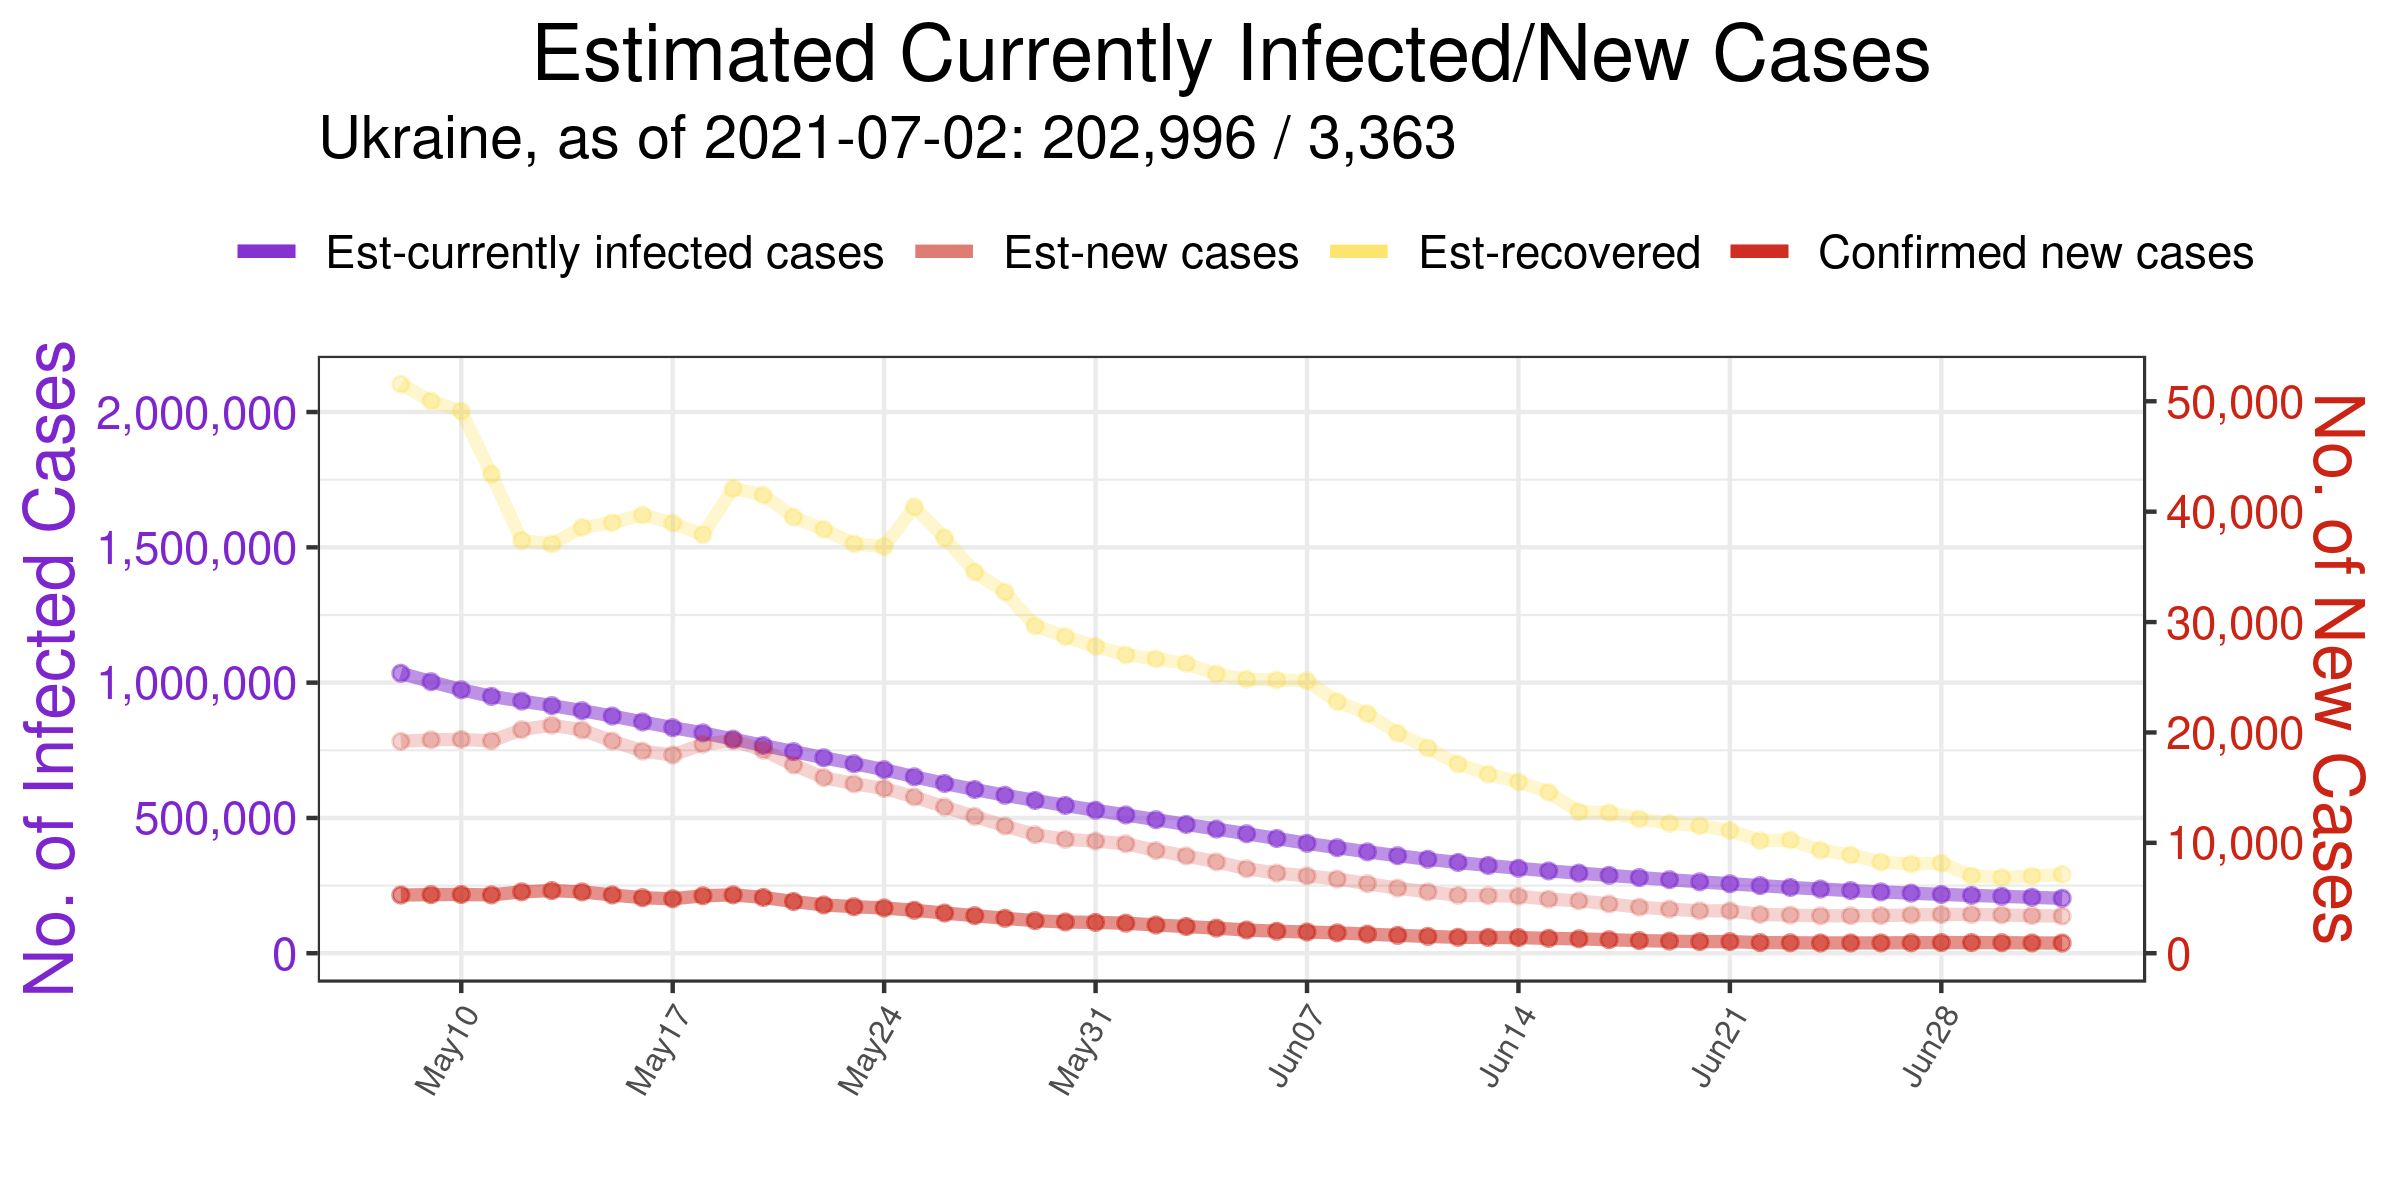 Estimated Currently Infected/New Cases
Ukraine, as of 2021-07-02: 202,996 / 3,363
Est-currently infected cases
Est-new cases
Est-recovered
Confirmed new cases
No. of Infected Cases
2,000,000
1,500,000
1,000,000
500,000
0
50,000
40,000
30,000
20,000
10,000
0
No. of New Cases
May10
May17
May24
May31
Jun07
Jun14
Jun21
Jun28